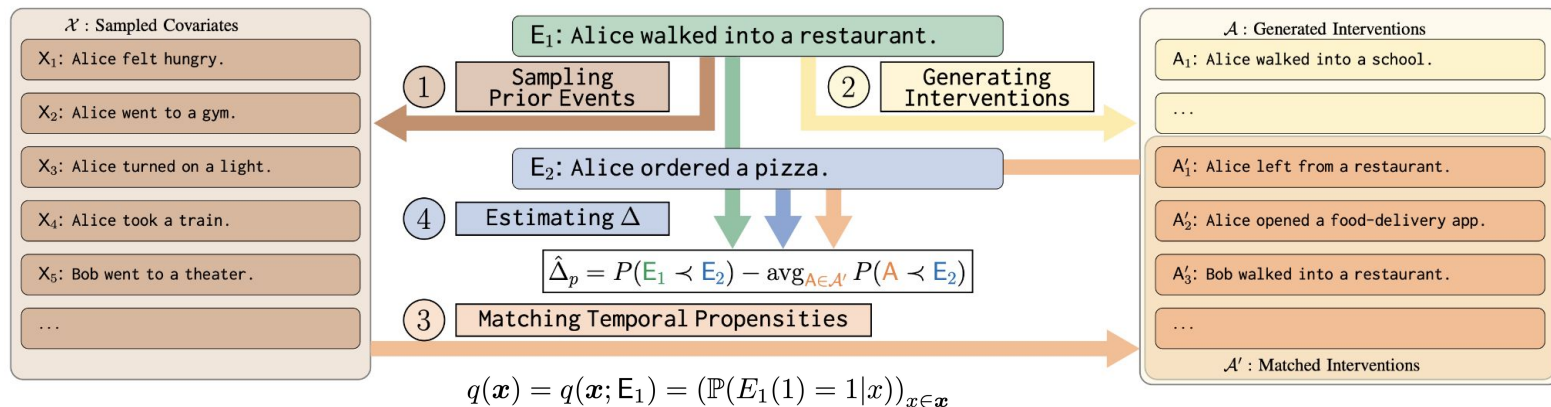 𝒳 : Sampled Covariates
X₁: Alice felt hungry.
X₂: Alice went to a gym.
X₃: Alice turned on a light.
X₄: Alice took a train.
X₅: Bob went to a theater.
...
E₁: Alice walked into a restaurant.
1
Sampling
Prior Events
2
Generating
Interventions
E₂: Alice ordered a pizza.
4
Estimating Δ
Δ̂ₚ = P(E₁ ≺ E₂) − avg_{A∈𝒜′} P(A ≺ E₂)
3
Matching Temporal Propensities
q(𝒙) = q(𝒙; E₁) = (ℙ(E₁(1) = 1|x))_{x∈𝒙}
𝒜 : Generated Interventions
A₁: Alice walked into a school.
...
A′₁: Alice left from a restaurant.
A′₂: Alice opened a food-delivery app.
A′₃: Bob walked into a restaurant.
...
𝒜′ : Matched Interventions